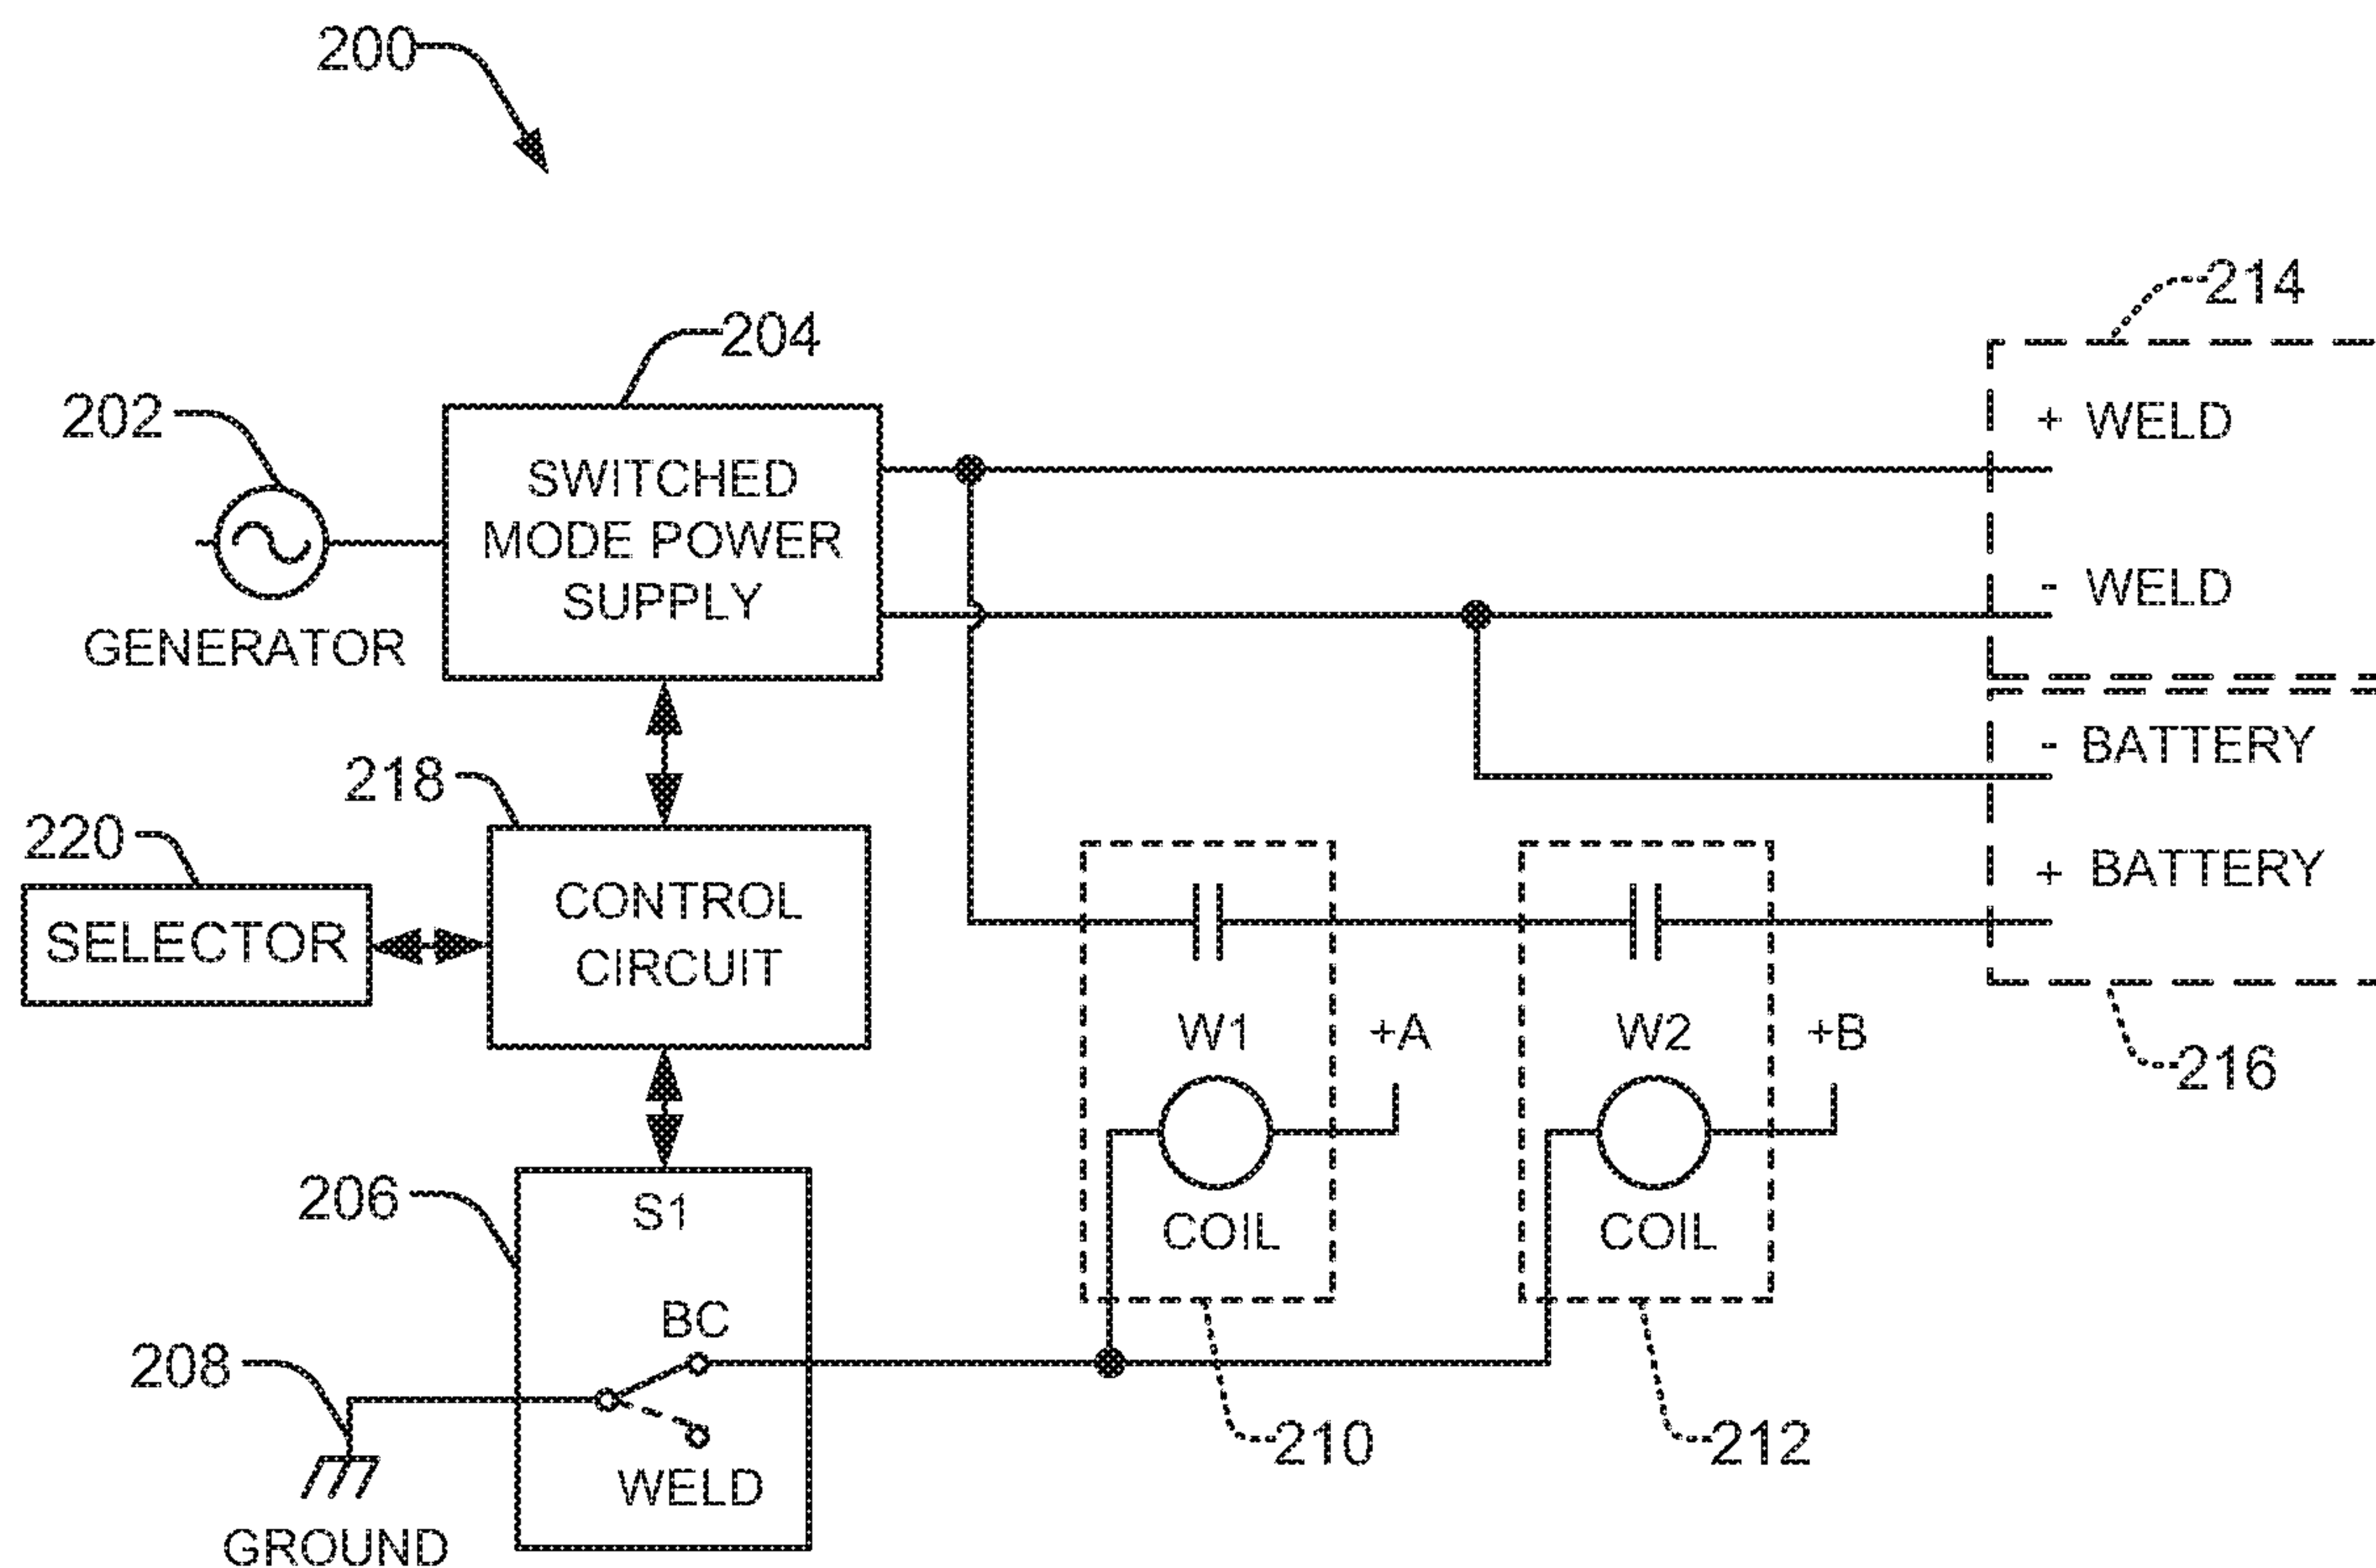 200
214
204
+ WELD
202
SWITCHED
MODE POWER
SUPPLY
- WELD
GENERATOR
- BATTERY
218
220
+ BATTERY
CONTROL
CIRCUIT
SELECTOR
W1
+A
W2
+B
216
206
S1
COIL
COIL
BC
208
210
212
WELD
GROUND